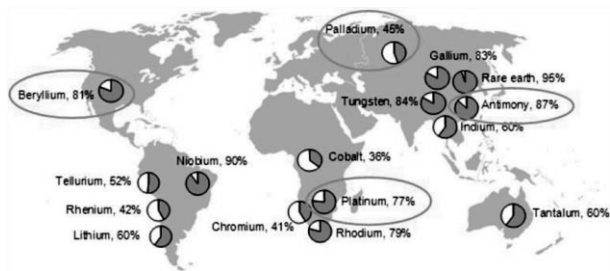 Palladium, 45%
Gallium, 83%
Beryllium, 81%
Rare earth, 95%
Tungsten, 84%
Antimony, 87%
Indium, 60%
Niobium, 90%
Cobalt, 36%
Tellurium, 52%
Platinum, 77%
Rhenium, 42%
Tantalum, 60%
Chromium, 41%
Lithium, 60%
Rhodium, 79%